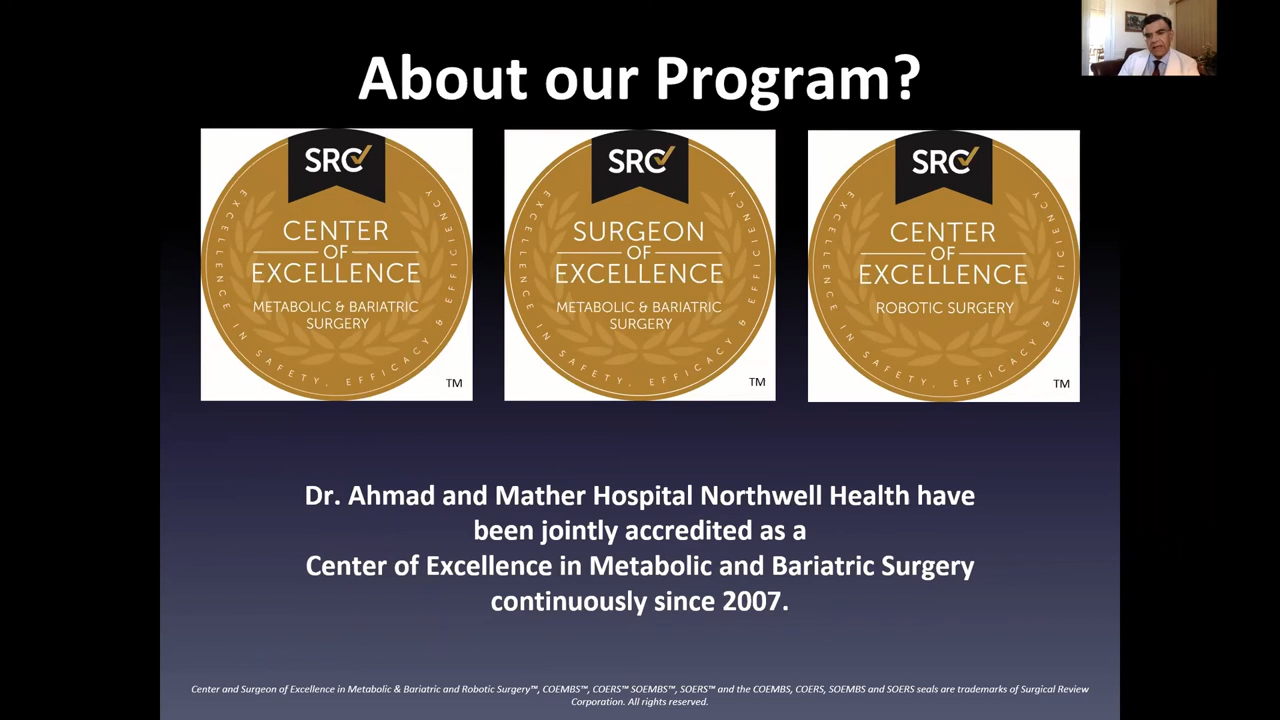 About our Program?
SRC
CENTER
OF
EXCELLENCE
METABOLIC & BARIATRIC
SURGERY
EXCELLENCE IN SAFETY, EFFICACY & EFFICIENCY
TM
SRC
SURGEON
OF
EXCELLENCE
METABOLIC & BARIATRIC
SURGERY
EXCELLENCE IN SAFETY, EFFICACY & EFFICIENCY
TM
SRC
CENTER
OF
EXCELLENCE
ROBOTIC SURGERY
EXCELLENCE IN SAFETY, EFFICACY & EFFICIENCY
TM
Dr. Ahmad and Mather Hospital Northwell Health have
been jointly accredited as a
Center of Excellence in Metabolic and Bariatric Surgery
continuously since 2007.
Center and Surgeon of Excellence in Metabolic & Bariatric and Robotic Surgery™, COEMBS™, COERS™ SOEMBS™, SOERS™ and the COEMBS, COERS, SOEMBS and SOERS seals are trademarks of Surgical Review
Corporation. All rights reserved.